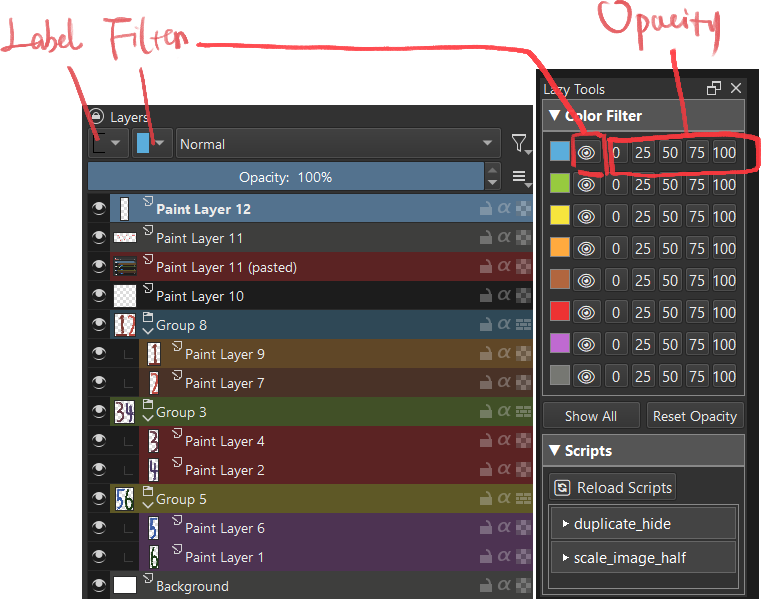 Label Filter
Opacity
Layers
Normal
Opacity: 100%
Paint Layer 12
Paint Layer 11
Paint Layer 11 (pasted)
Paint Layer 10
Group 8
Paint Layer 9
Paint Layer 7
Group 3
Paint Layer 4
Paint Layer 2
Group 5
Paint Layer 6
Paint Layer 1
Background
Lazy Tools
Color Filter
0 25 50 75 100
0 25 50 75 100
0 25 50 75 100
0 25 50 75 100
0 25 50 75 100
0 25 50 75 100
0 25 50 75 100
0 25 50 75 100
Show All Reset Opacity
Scripts
Reload Scripts
duplicate_hide
scale_image_half